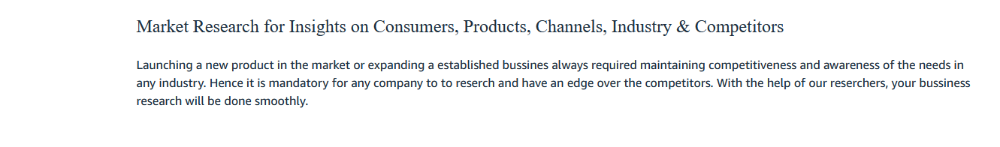 Market Research for Insights on Consumers, Products, Channels, Industry & Competitors
Launching a new product in the market or expanding a established bussines always required maintaining competitiveness and awareness of the needs in
any industry. Hence it is mandatory for any company to to reserch and have an edge over the competitors. With the help of our reserchers, your bussiness
research will be done smoothly.